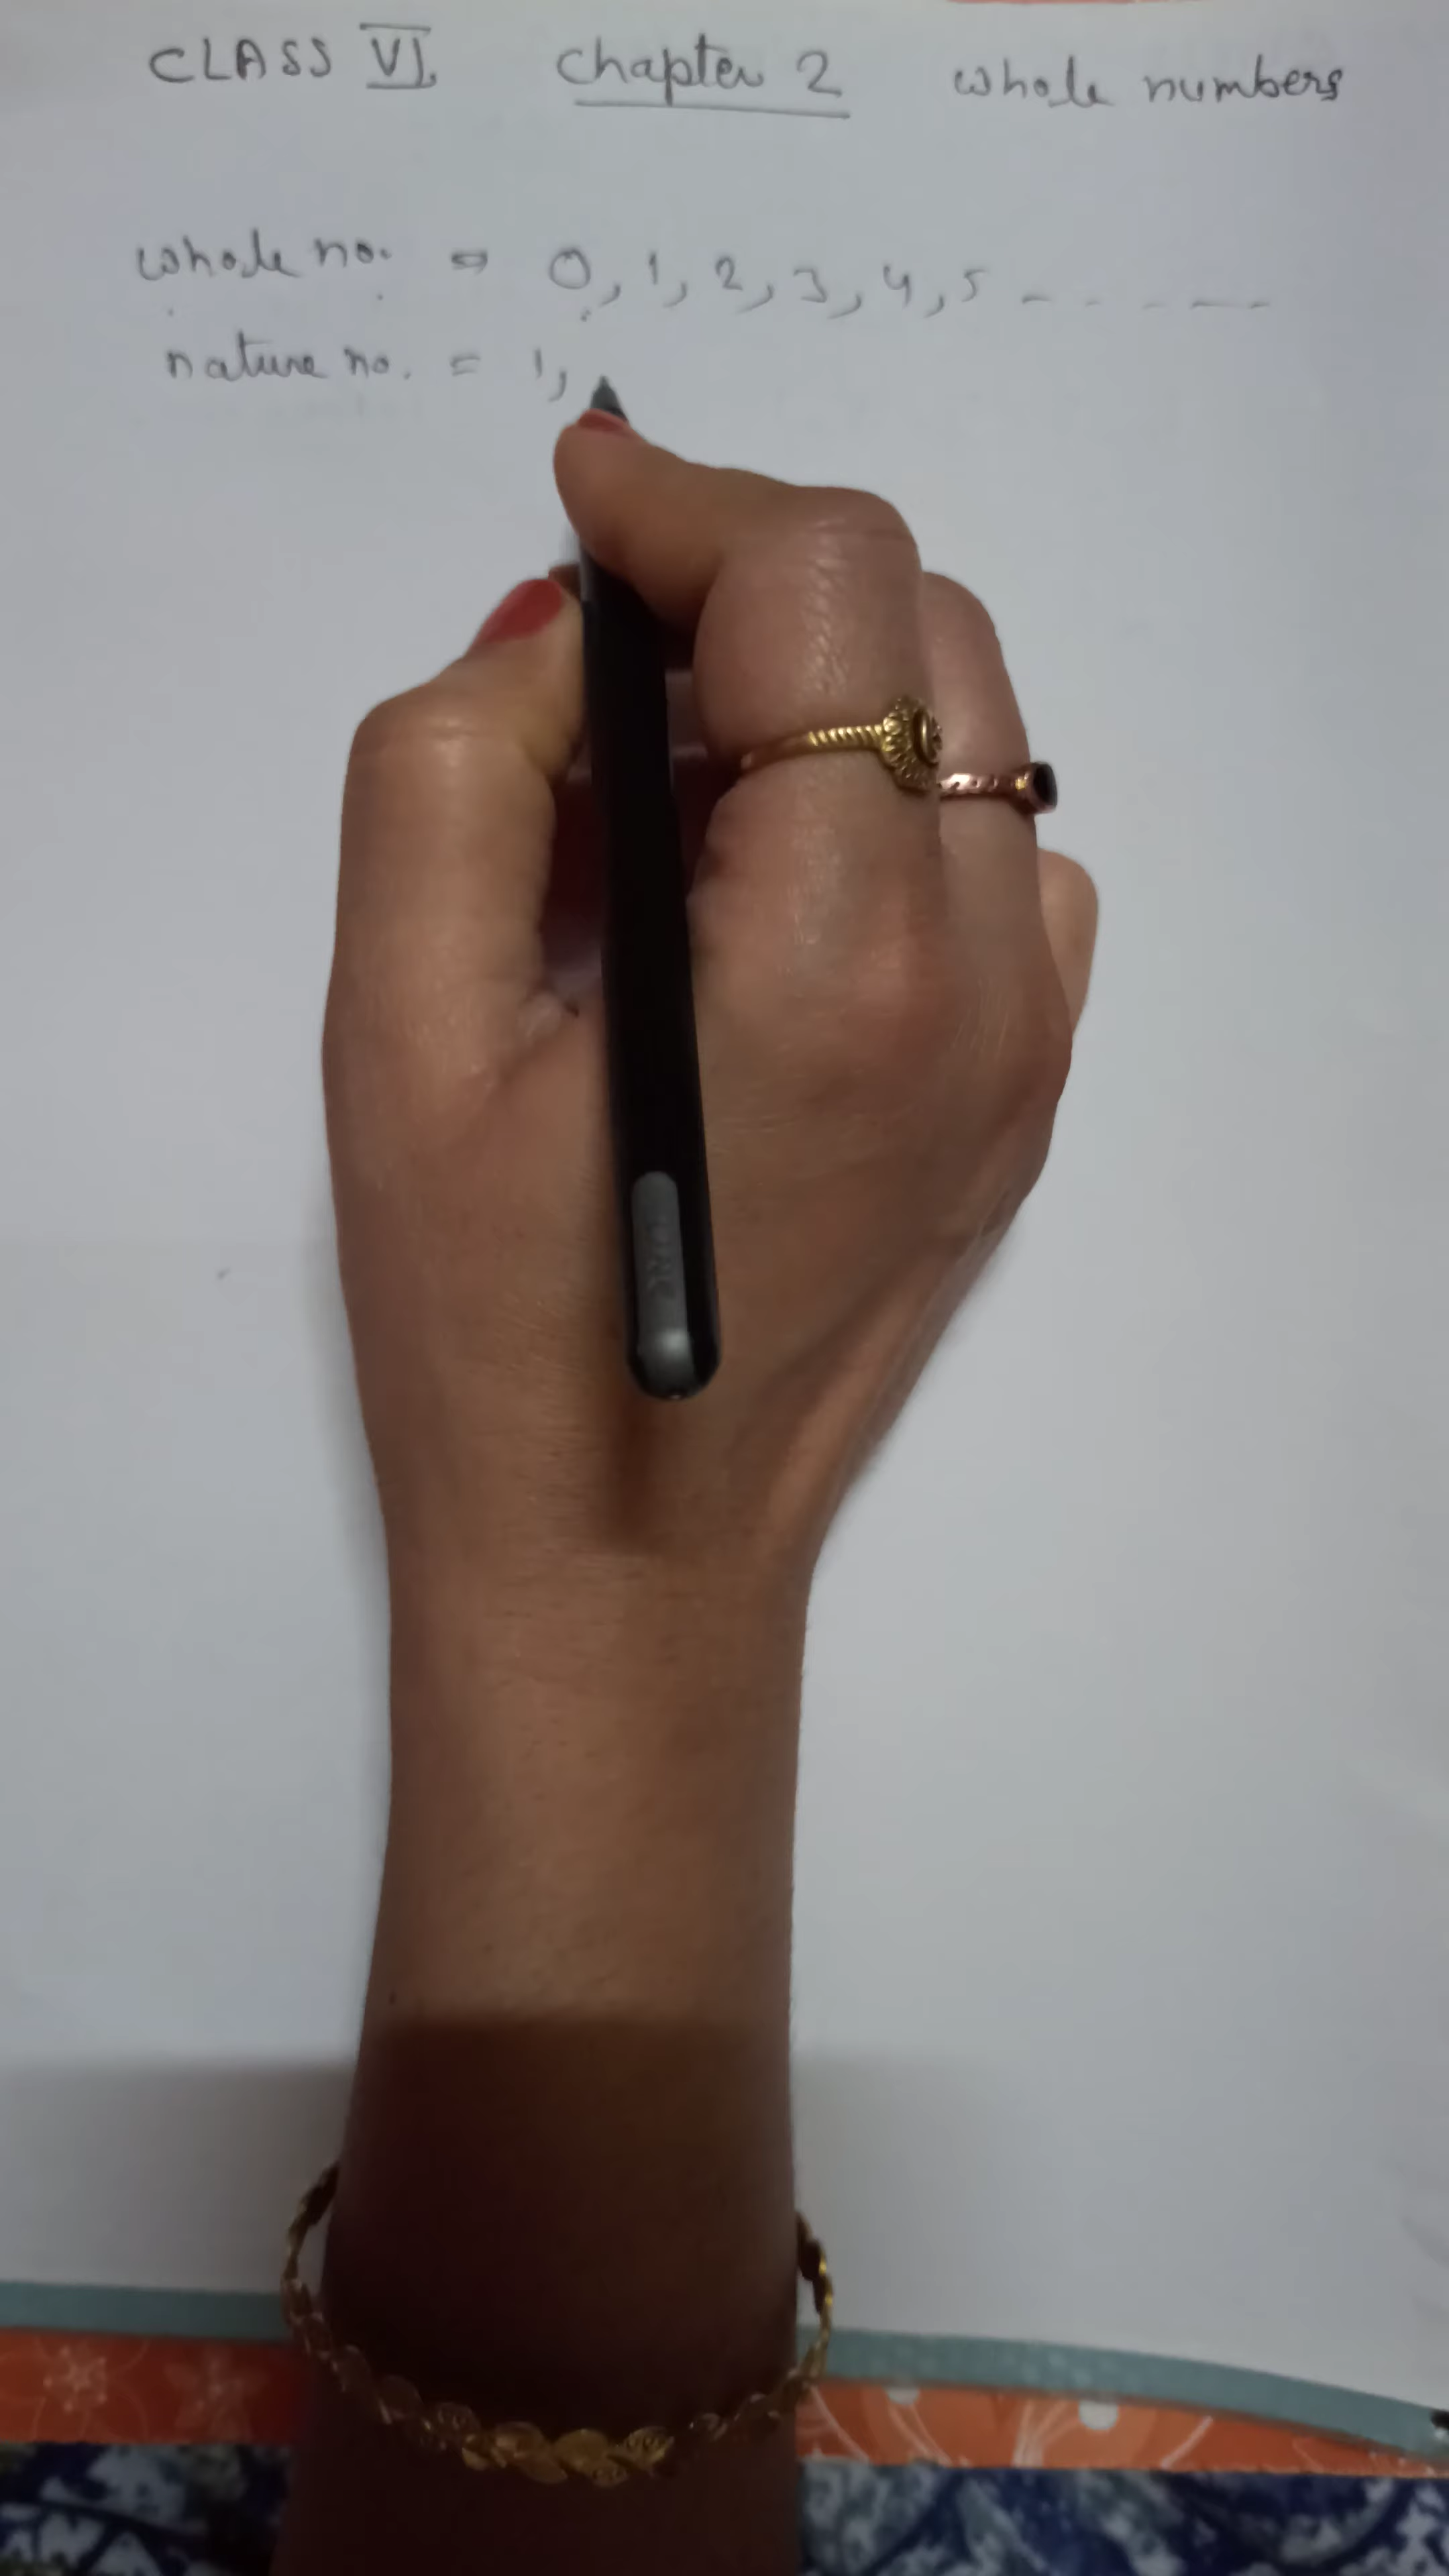 CLASS VI chapter 2 whole numbers
whole no. = 0, 1, 2, 3, 4, 5 - - - - -
nature no. = 1,